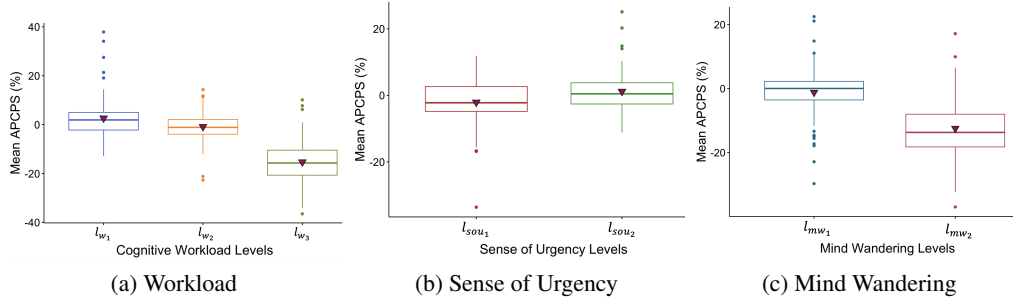 Mean APCPS (%)
40
20
0
-20
-40
l_w1 l_w2 l_w3
Cognitive Workload Levels
(a) Workload
Mean APCPS (%)
20
0
-20
l_sou1 l_sou2
Sense of Urgency Levels
(b) Sense of Urgency
Mean APCPS (%)
20
0
-20
l_mw1 l_mw2
Mind Wandering Levels
(c) Mind Wandering